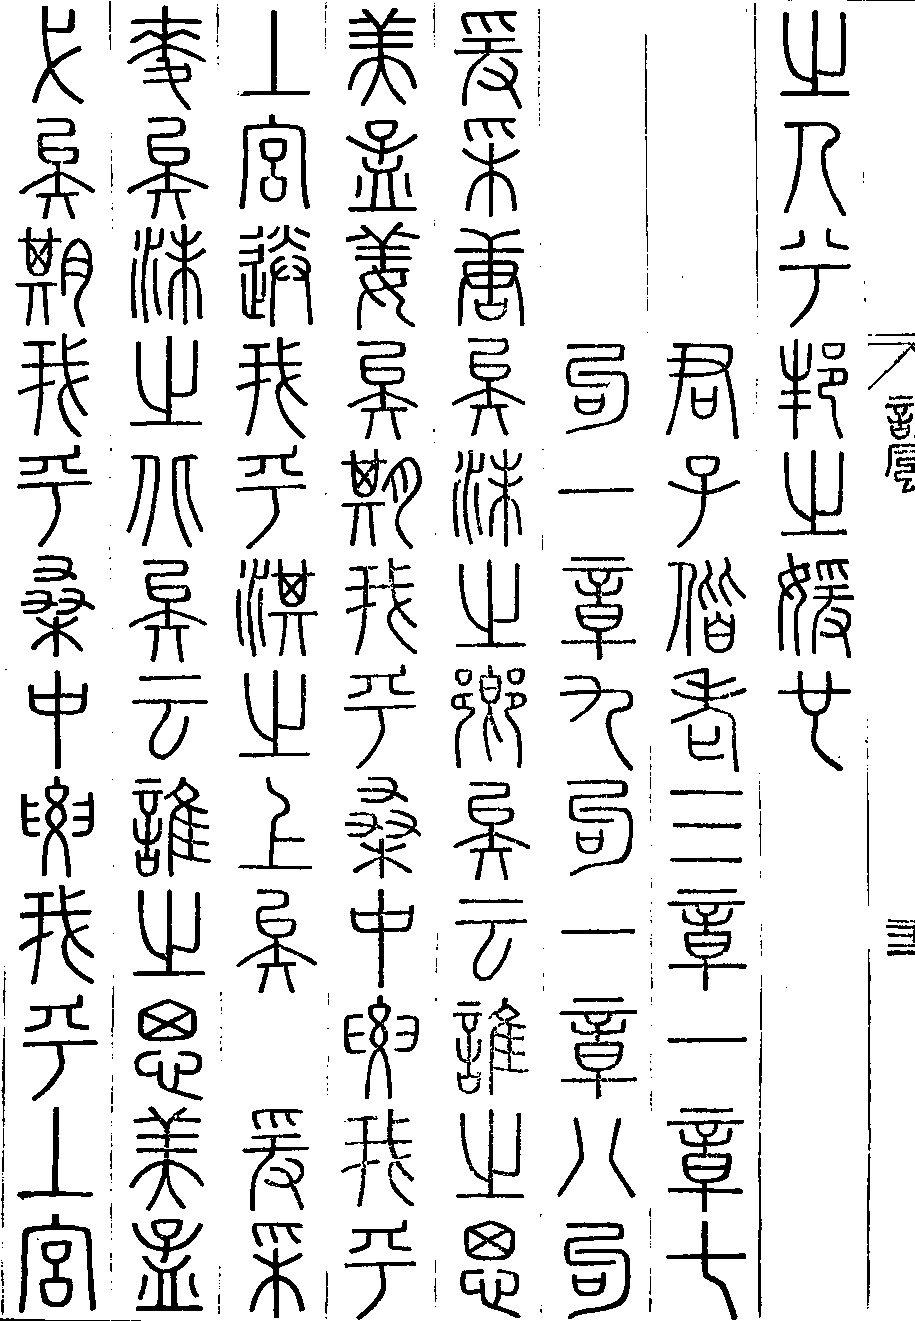 之人兮邦之媛也
君子偕老三章一章七
句一章九句一章八句
爰采唐矣沬之鄉矣云誰之思
美孟姜矣期我乎桑中要我乎
上宮送我乎淇之上矣　爰采
麥矣沬之北矣云誰之思美孟
弋矣期我乎桑中要我乎上宮